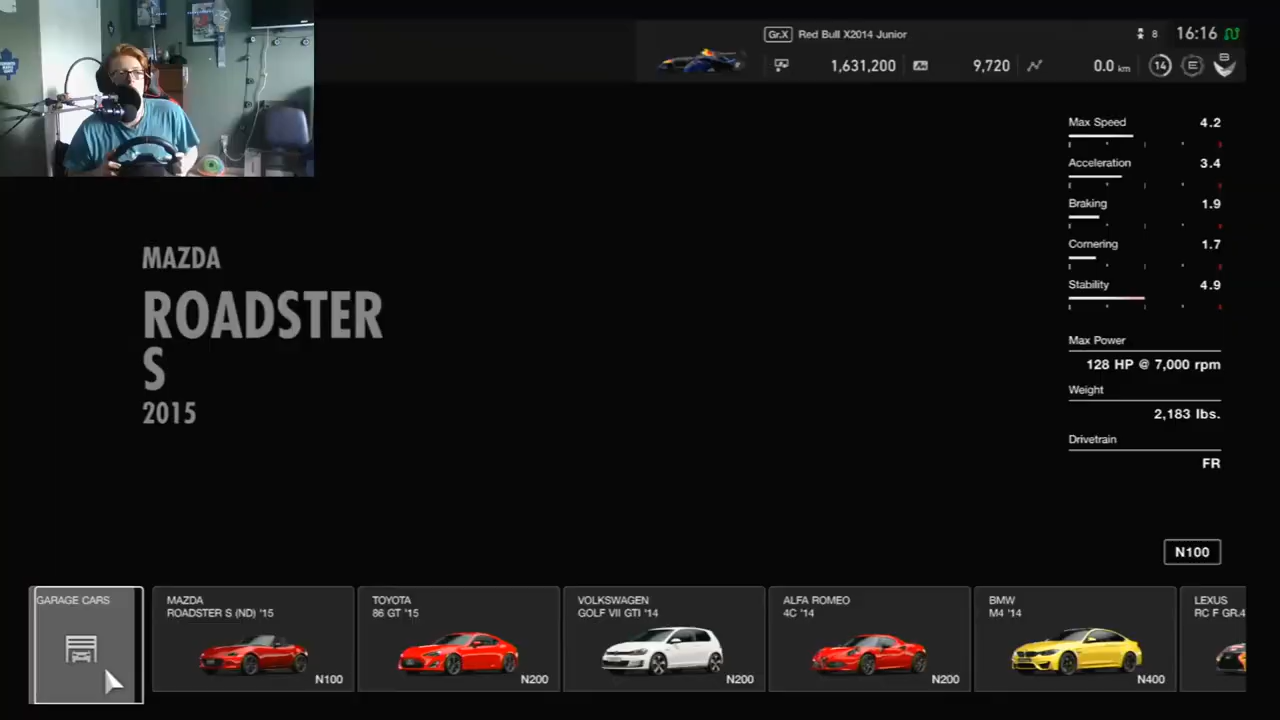 Gr.X Red Bull X2014 Junior
8 16:16
1,631,200 9,720 0.0 km 14 E B
Max Speed 4.2
Acceleration 3.4
Braking 1.9
Cornering 1.7
Stability 4.9
Max Power
128 HP @ 7,000 rpm
Weight
2,183 lbs.
Drivetrain
FR
N100
MAZDA
ROADSTER
S
2015
GARAGE CARS
MAZDA
ROADSTER S (ND) '15
N100
TOYOTA
86 GT '15
N200
VOLKSWAGEN
GOLF VII GTI '14
N200
ALFA ROMEO
4C '14
N200
BMW
M4 '14
N400
LEXUS
RC F GR.4